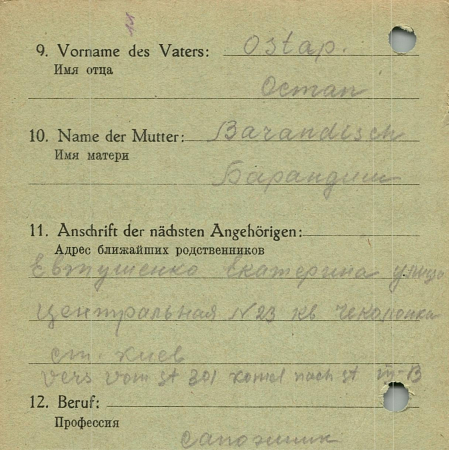 9. Vorname des Vaters: Ostap.
Имя отца
Остап
10. Name der Mutter: Barandisch
Имя матери
Барандиш
11. Anschrift der nächsten Angehörigen:
Адрес ближайших родственников
Евтушенко Екатерина улица
Центральная N 23 кв
ст. Киев
vers vom St 301 nach St III-B
12. Beruf:
Профессия
сапожник